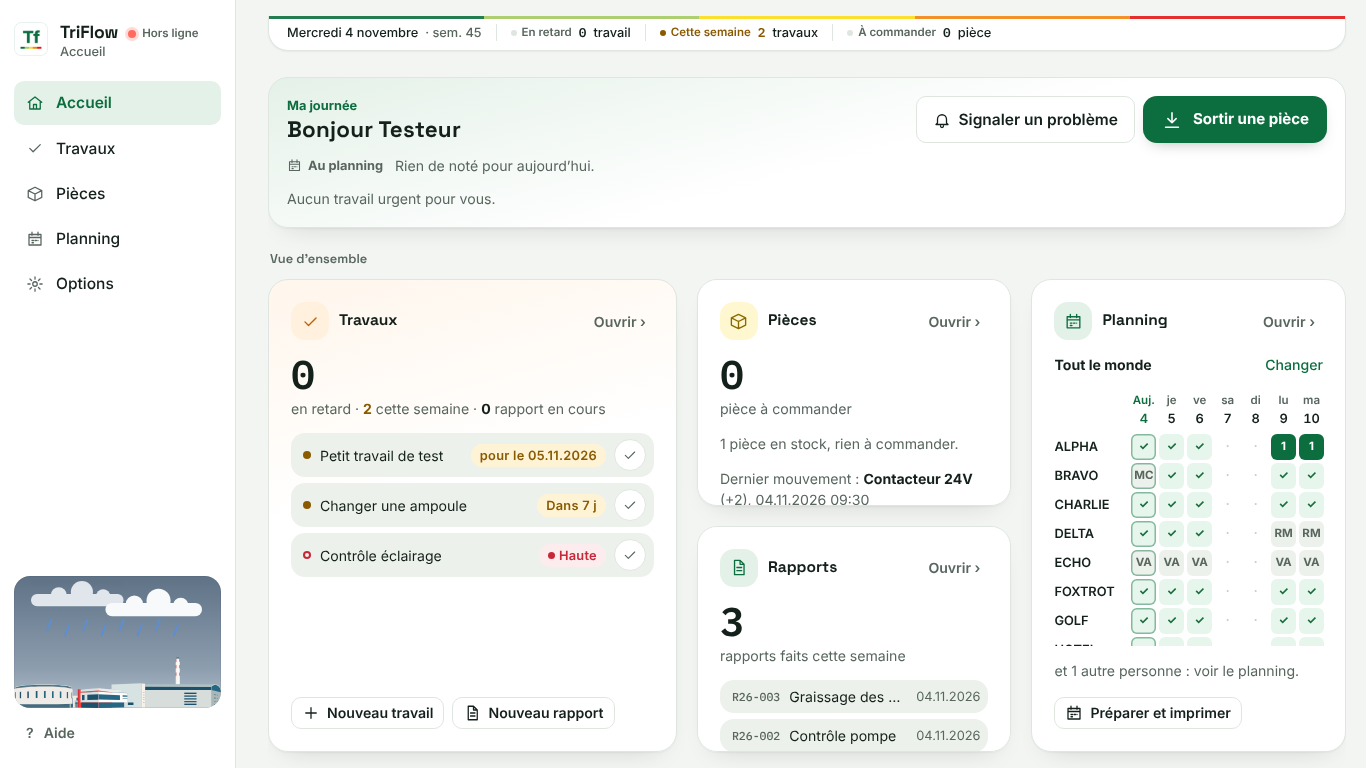 Tf
TriFlow
Hors ligne
Accueil
Accueil
Travaux
Pièces
Planning
Options
? Aide
Mercredi 4 novembre · sem. 45
En retard 0 travail
Cette semaine 2 travaux
À commander 0 pièce
Ma journée
Bonjour Testeur
Au planning Rien de noté pour aujourd’hui.
Aucun travail urgent pour vous.
Signaler un problème
Sortir une pièce
Vue d’ensemble
Travaux
Ouvrir ›
0
en retard · 2 cette semaine · 0 rapport en cours
Petit travail de test pour le 05.11.2026
Changer une ampoule Dans 7 j
Contrôle éclairage Haute
Nouveau travail
Nouveau rapport
Pièces
Ouvrir ›
0
pièce à commander
1 pièce en stock, rien à commander.
Dernier mouvement : Contacteur 24V
(+2), 04.11.2026 09:30
Rapports
Ouvrir ›
3
rapports faits cette semaine
R26-003 Graissage des ... 04.11.2026
R26-002 Contrôle pompe 04.11.2026
Planning
Ouvrir ›
Tout le monde
Changer
Auj. je ve sa di lu ma
4 5 6 7 8 9 10
ALPHA 1 1
BRAVO MC
CHARLIE
DELTA RM RM
ECHO VA VA VA VA VA
FOXTROT
GOLF
et 1 autre personne : voir le planning.
Préparer et imprimer